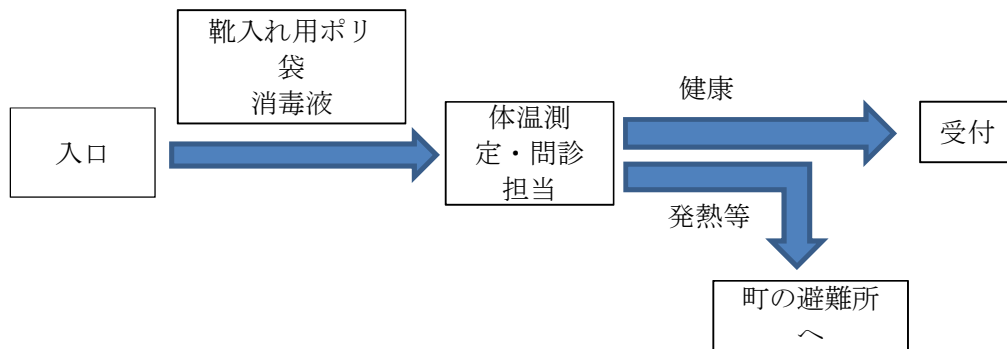 靴入れ用ポリ
袋
消毒液
入口
体温測
定・問診
担当
健康
受付
発熱等
町の避難所
へ